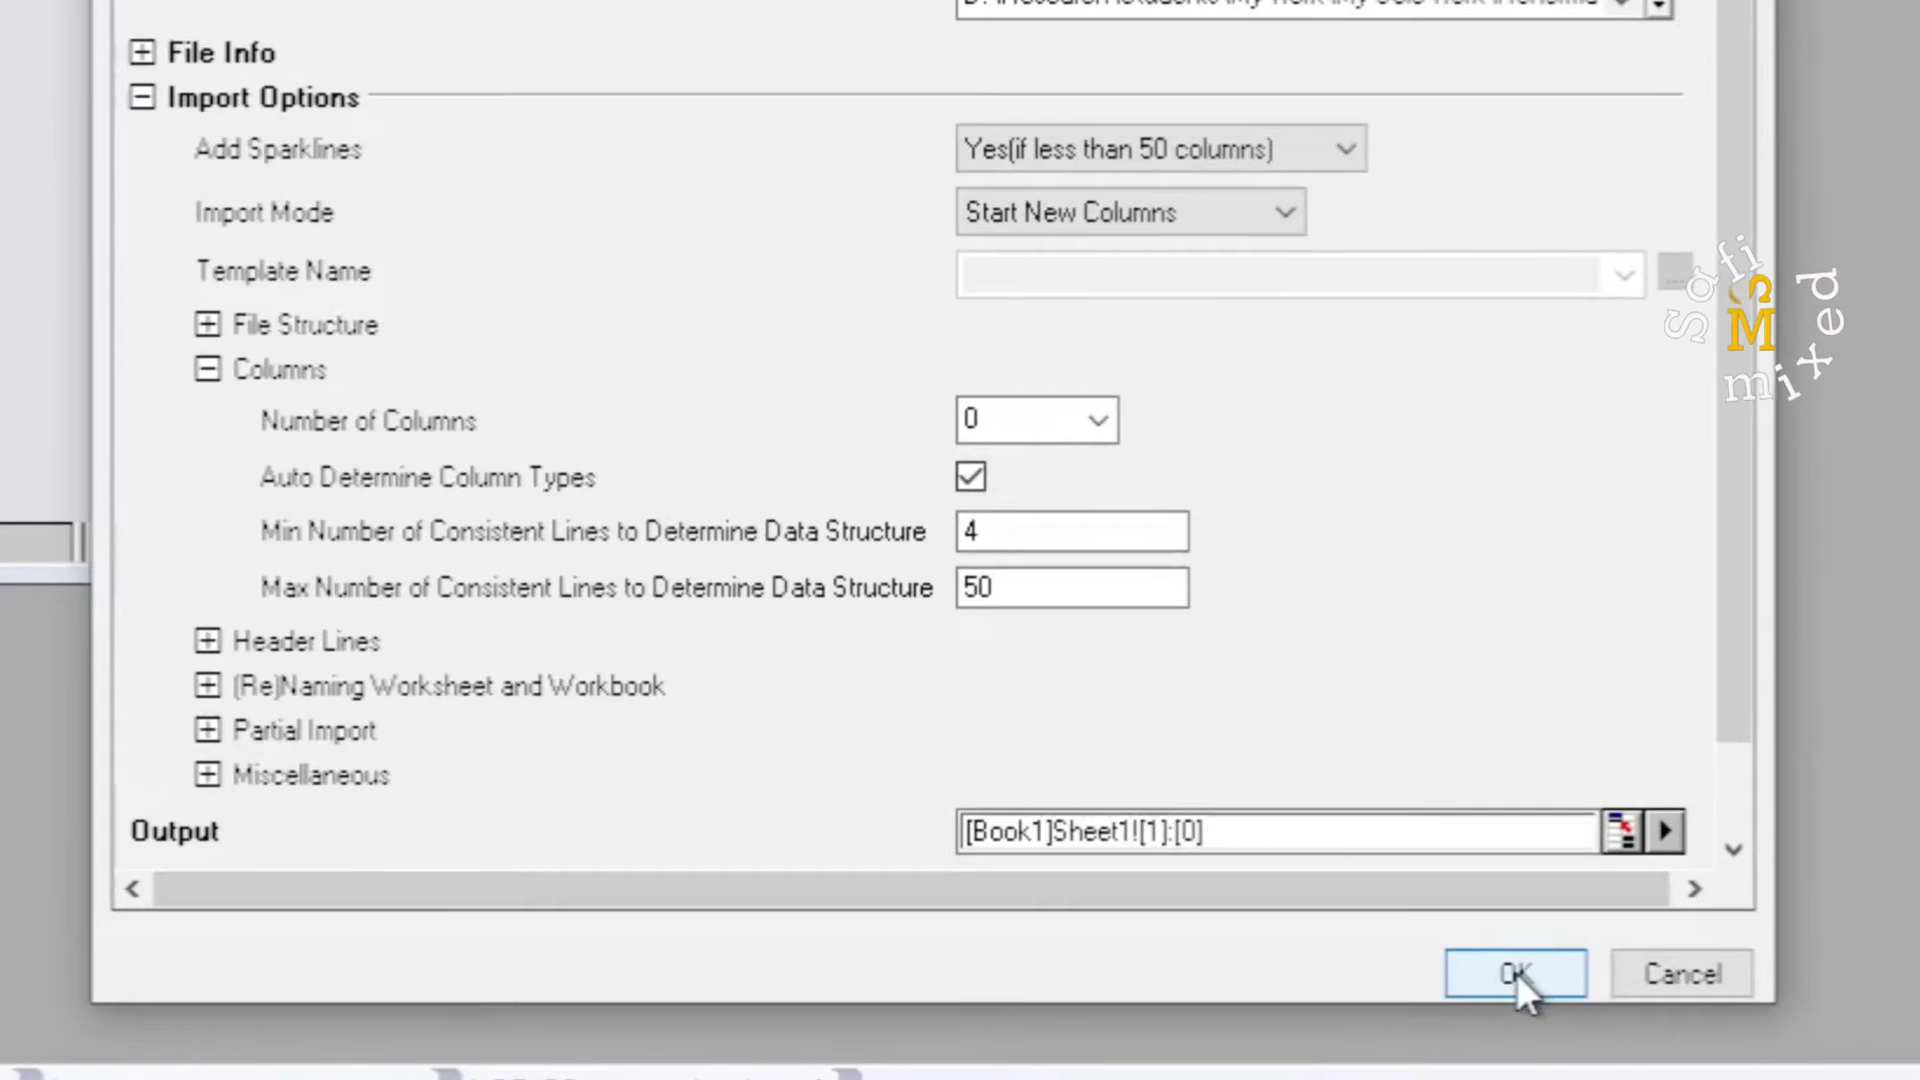 File Info
Import Options
Add Sparklines
Yes(if less than 50 columns)
Import Mode
Start New Columns
Template Name
...
File Structure
Columns
Number of Columns
0
Auto Determine Column Types
Min Number of Consistent Lines to Determine Data Structure
4
Max Number of Consistent Lines to Determine Data Structure
50
Header Lines
(Re)Naming Worksheet and Workbook
Partial Import
Miscellaneous
Output
[Book1]Sheet1![1]:[0]
OK
Cancel
Safi
SM
mixed